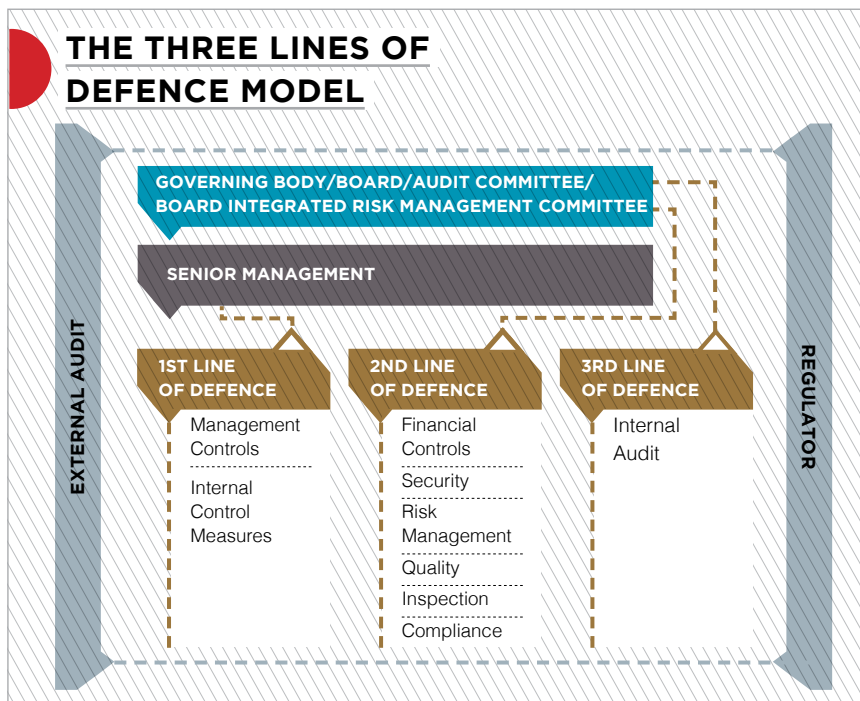 THE THREE LINES OF
DEFENCE MODEL
EXTERNAL AUDIT
GOVERNING BODY/BOARD/AUDIT COMMITTEE/
BOARD INTEGRATED RISK MANAGEMENT COMMITTEE
SENIOR MANAGEMENT
1ST LINE
OF DEFENCE
Management
Controls
Internal
Control
Measures
2ND LINE
OF DEFENCE
Financial
Controls
Security
Risk
Management
Quality
Inspection
Compliance
3RD LINE
OF DEFENCE
Internal
Audit
REGULATOR